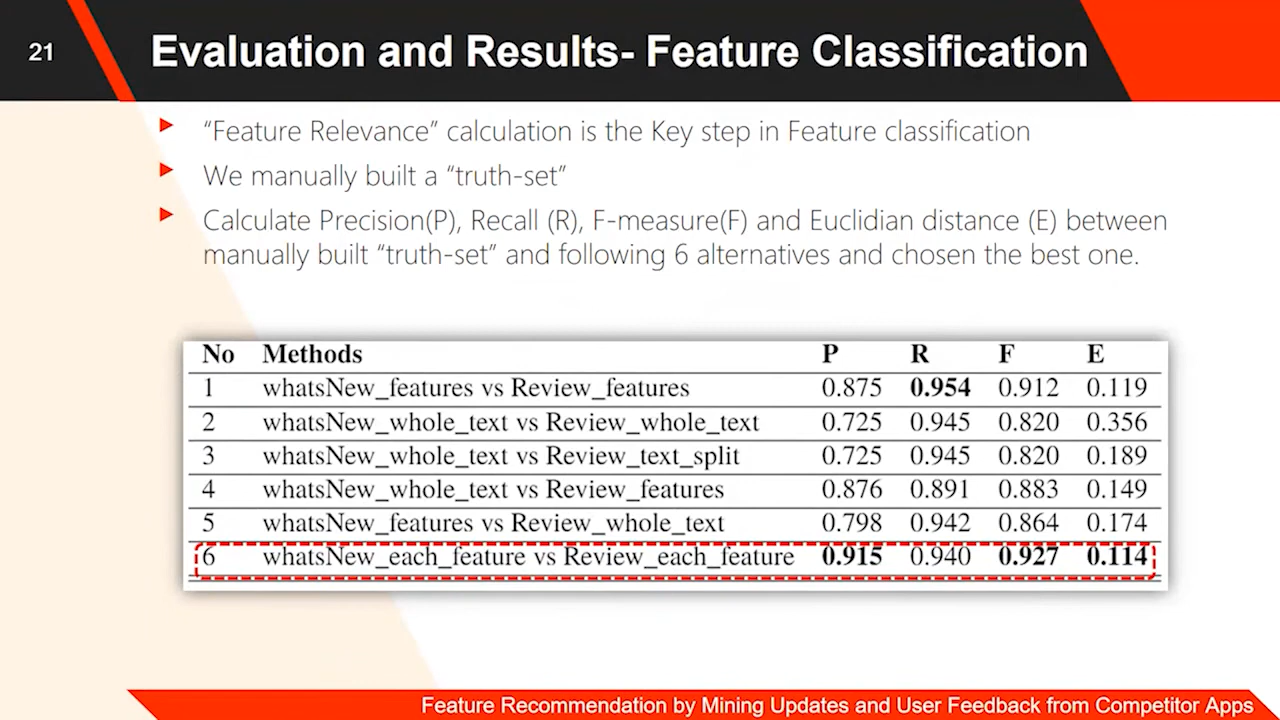 21
Evaluation and Results- Feature Classification
“Feature Relevance” calculation is the Key step in Feature classification
We manually built a “truth-set”
Calculate Precision(P), Recall (R), F-measure(F) and Euclidian distance (E) between
manually built “truth-set” and following 6 alternatives and chosen the best one.
No Methods P R F E
1 whatsNew_features vs Review_features 0.875 0.954 0.912 0.119
2 whatsNew_whole_text vs Review_whole_text 0.725 0.945 0.820 0.356
3 whatsNew_whole_text vs Review_text_split 0.725 0.945 0.820 0.189
4 whatsNew_whole_text vs Review_features 0.876 0.891 0.883 0.149
5 whatsNew_features vs Review_whole_text 0.798 0.942 0.864 0.174
6 whatsNew_each_feature vs Review_each_feature 0.915 0.940 0.927 0.114
Feature Recommendation by Mining Updates and User Feedback from Competitor Apps